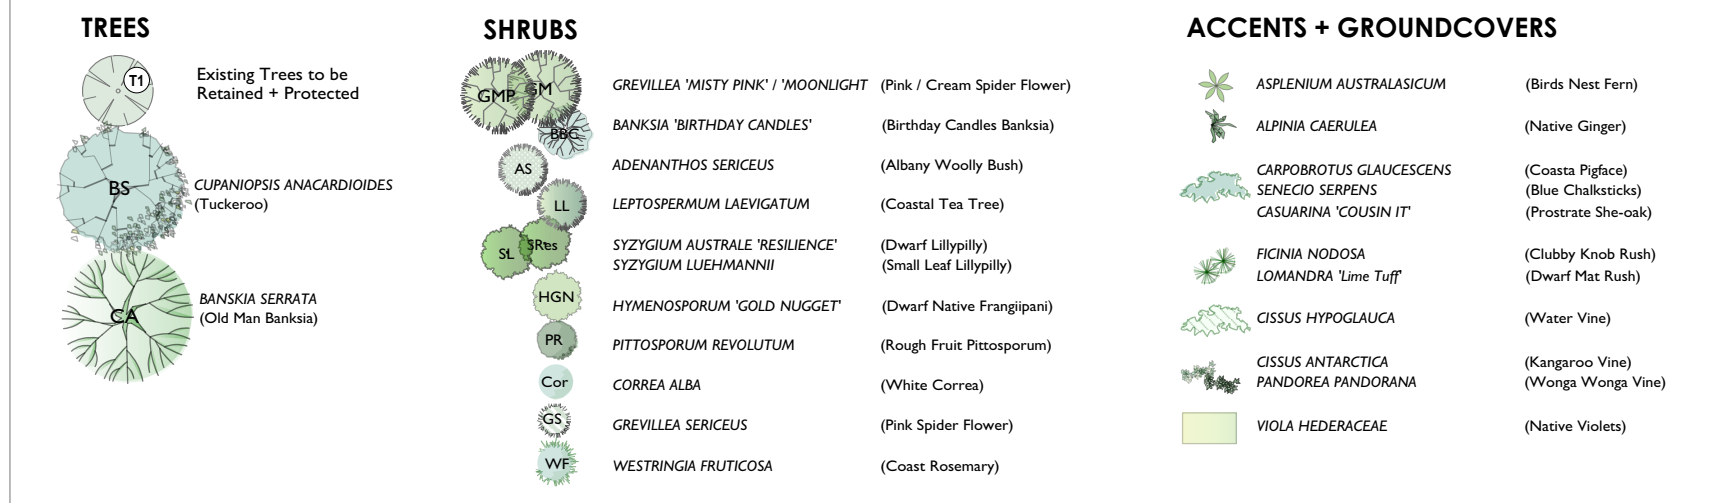 TREES
T1
Existing Trees to be
Retained + Protected
BS
CUPANIOPSIS ANACARDIOIDES
(Tuckeroo)
CA
BANSKIA SERRATA
(Old Man Banksia)
SHRUBS
GMP GM GREVILLEA 'MISTY PINK' / 'MOONLIGHT (Pink / Cream Spider Flower)
BBC BANKSIA 'BIRTHDAY CANDLES' (Birthday Candles Banksia)
AS ADENANTHOS SERICEUS (Albany Woolly Bush)
LL LEPTOSPERMUM LAEVIGATUM (Coastal Tea Tree)
SRes SYZYGIUM AUSTRALE 'RESILIENCE' (Dwarf Lillypilly)
SL SYZYGIUM LUEHMANNII (Small Leaf Lillypilly)
HGN HYMENOSPORUM 'GOLD NUGGET' (Dwarf Native Frangiipani)
PR PITTOSPORUM REVOLUTUM (Rough Fruit Pittosporum)
Cor CORREA ALBA (White Correa)
GS GREVILLEA SERICEUS (Pink Spider Flower)
WF WESTRINGIA FRUTICOSA (Coast Rosemary)
ACCENTS + GROUNDCOVERS
ASPLENIUM AUSTRALASICUM (Birds Nest Fern)
ALPINIA CAERULEA (Native Ginger)
CARPOBROTUS GLAUCESCENS (Coasta Pigface)
SENECIO SERPENS (Blue Chalksticks)
CASUARINA 'COUSIN IT' (Prostrate She-oak)
FICINIA NODOSA (Clubby Knob Rush)
LOMANDRA 'Lime Tuff' (Dwarf Mat Rush)
CISSUS HYPOGLAUCA (Water Vine)
CISSUS ANTARCTICA (Kangaroo Vine)
PANDOREA PANDORANA (Wonga Wonga Vine)
VIOLA HEDERACEAE (Native Violets)